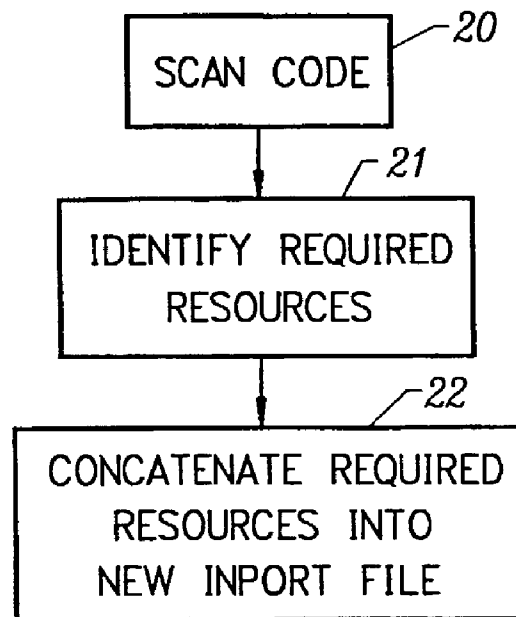 20
SCAN CODE
21
IDENTIFY REQUIRED
RESOURCES
22
CONCATENATE REQUIRED
RESOURCES INTO
NEW INPORT FILE